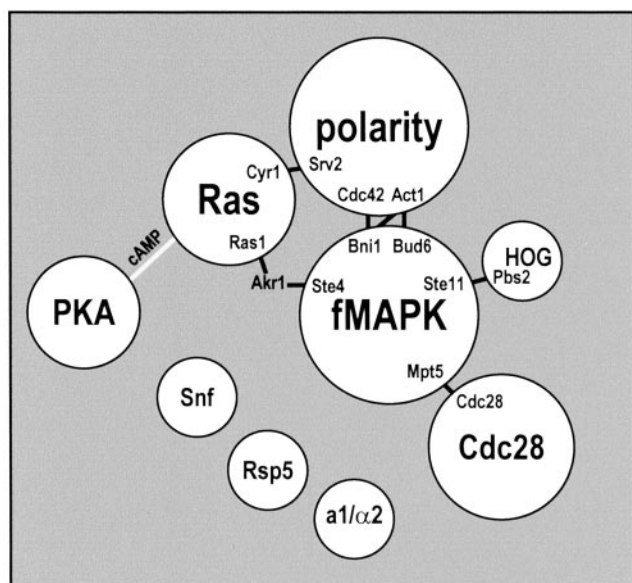 polarity
Cyr1
Srv2
Ras
Cdc42
Act1
Ras1
Bni1
Bud6
cAMP
HOG
Akr1
Ste4
Ste11
Pbs2
PKA
fMAPK
Mpt5
Snf
Cdc28
Cdc28
Rsp5
a1/α2